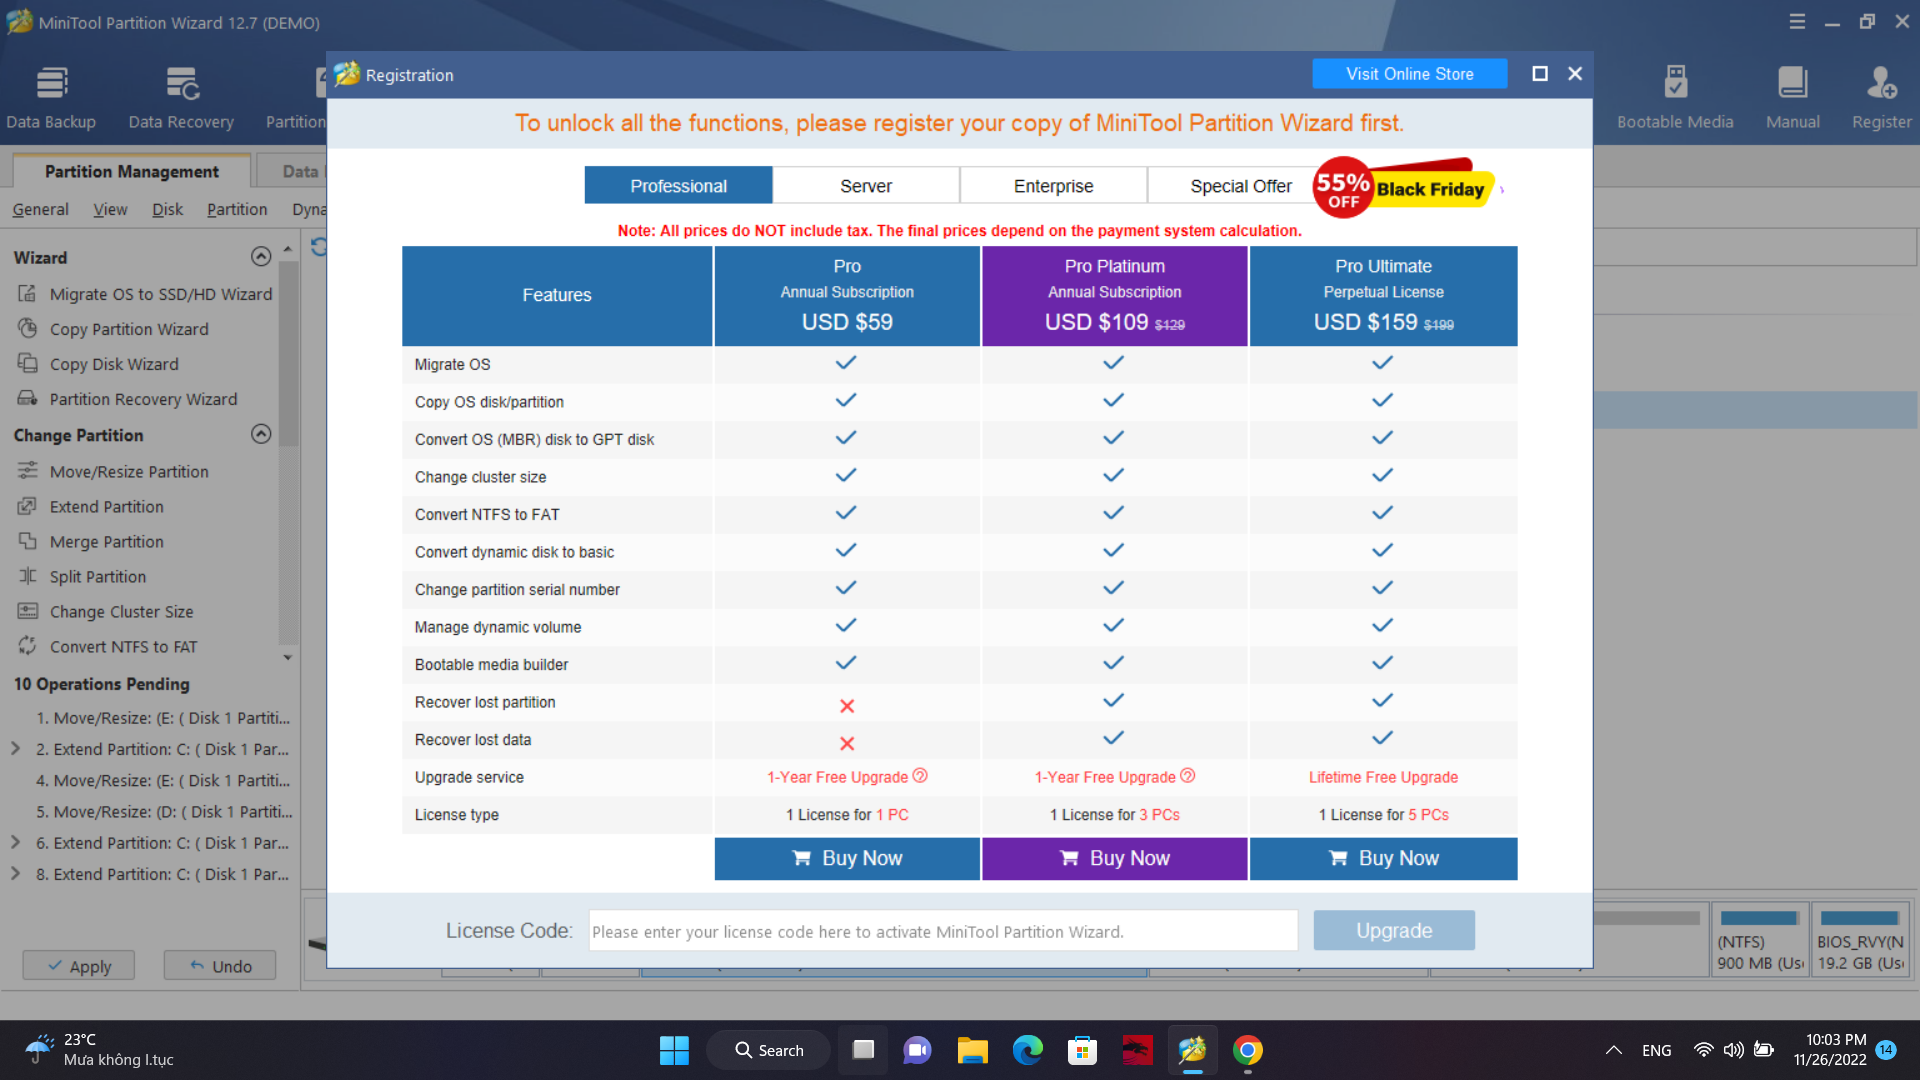 MiniTool Partition Wizard 12.7 (DEMO)
Data Backup
Data Recovery
Partition
Bootable Media
Manual
Register
Registration
Visit Online Store
To unlock all the functions, please register your copy of MiniTool Partition Wizard first.
Partition Management
Data
General
View
Disk
Partition
Dyna
Professional
Server
Enterprise
Special Offer
55%
OFF
Black Friday
Note: All prices do NOT include tax. The final prices depend on the payment system calculation.
Wizard
Migrate OS to SSD/HD Wizard
Copy Partition Wizard
Copy Disk Wizard
Partition Recovery Wizard
Change Partition
Move/Resize Partition
Extend Partition
Merge Partition
Split Partition
Change Cluster Size
Convert NTFS to FAT
10 Operations Pending
1. Move/Resize: (E: ( Disk 1 Partiti...
2. Extend Partition: C: ( Disk 1 Par...
4. Move/Resize: (E: ( Disk 1 Partiti...
5. Move/Resize: (D: ( Disk 1 Partiti...
6. Extend Partition: C: ( Disk 1 Par...
8. Extend Partition: C: ( Disk 1 Par...
Apply
Undo
Features
Pro
Annual Subscription
USD $59
Pro Platinum
Annual Subscription
USD $109 $129
Pro Ultimate
Perpetual License
USD $159 $199
Migrate OS
Copy OS disk/partition
Convert OS (MBR) disk to GPT disk
Change cluster size
Convert NTFS to FAT
Convert dynamic disk to basic
Change partition serial number
Manage dynamic volume
Bootable media builder
Recover lost partition
Recover lost data
Upgrade service
1-Year Free Upgrade
1-Year Free Upgrade
Lifetime Free Upgrade
License type
1 License for 1 PC
1 License for 3 PCs
1 License for 5 PCs
Buy Now
Buy Now
Buy Now
License Code:
Please enter your license code here to activate MiniTool Partition Wizard.
Upgrade
(NTFS)
900 MB (Us
BIOS_RVY(N
19.2 GB (Us
23°C
Mưa không l.tục
Search
ENG
10:03 PM
11/26/2022
14